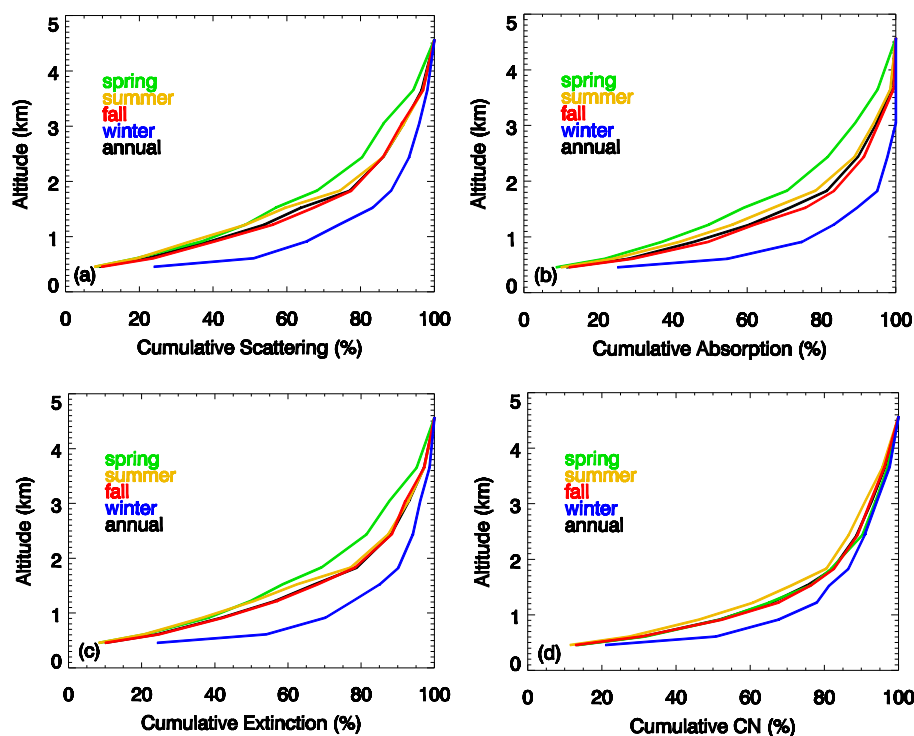 5
4
3
2
1
0
Altitude (km)
spring
summer
fall
winter
annual
(a)
0 20 40 60 80 100
Cumulative Scattering (%)
5
4
3
2
1
0
Altitude (km)
spring
summer
fall
winter
annual
(b)
0 20 40 60 80 100
Cumulative Absorption (%)
5
4
3
2
1
0
Altitude (km)
spring
summer
fall
winter
annual
(c)
0 20 40 60 80 100
Cumulative Extinction (%)
5
4
3
2
1
0
Altitude (km)
spring
summer
fall
winter
annual
(d)
0 20 40 60 80 100
Cumulative CN (%)